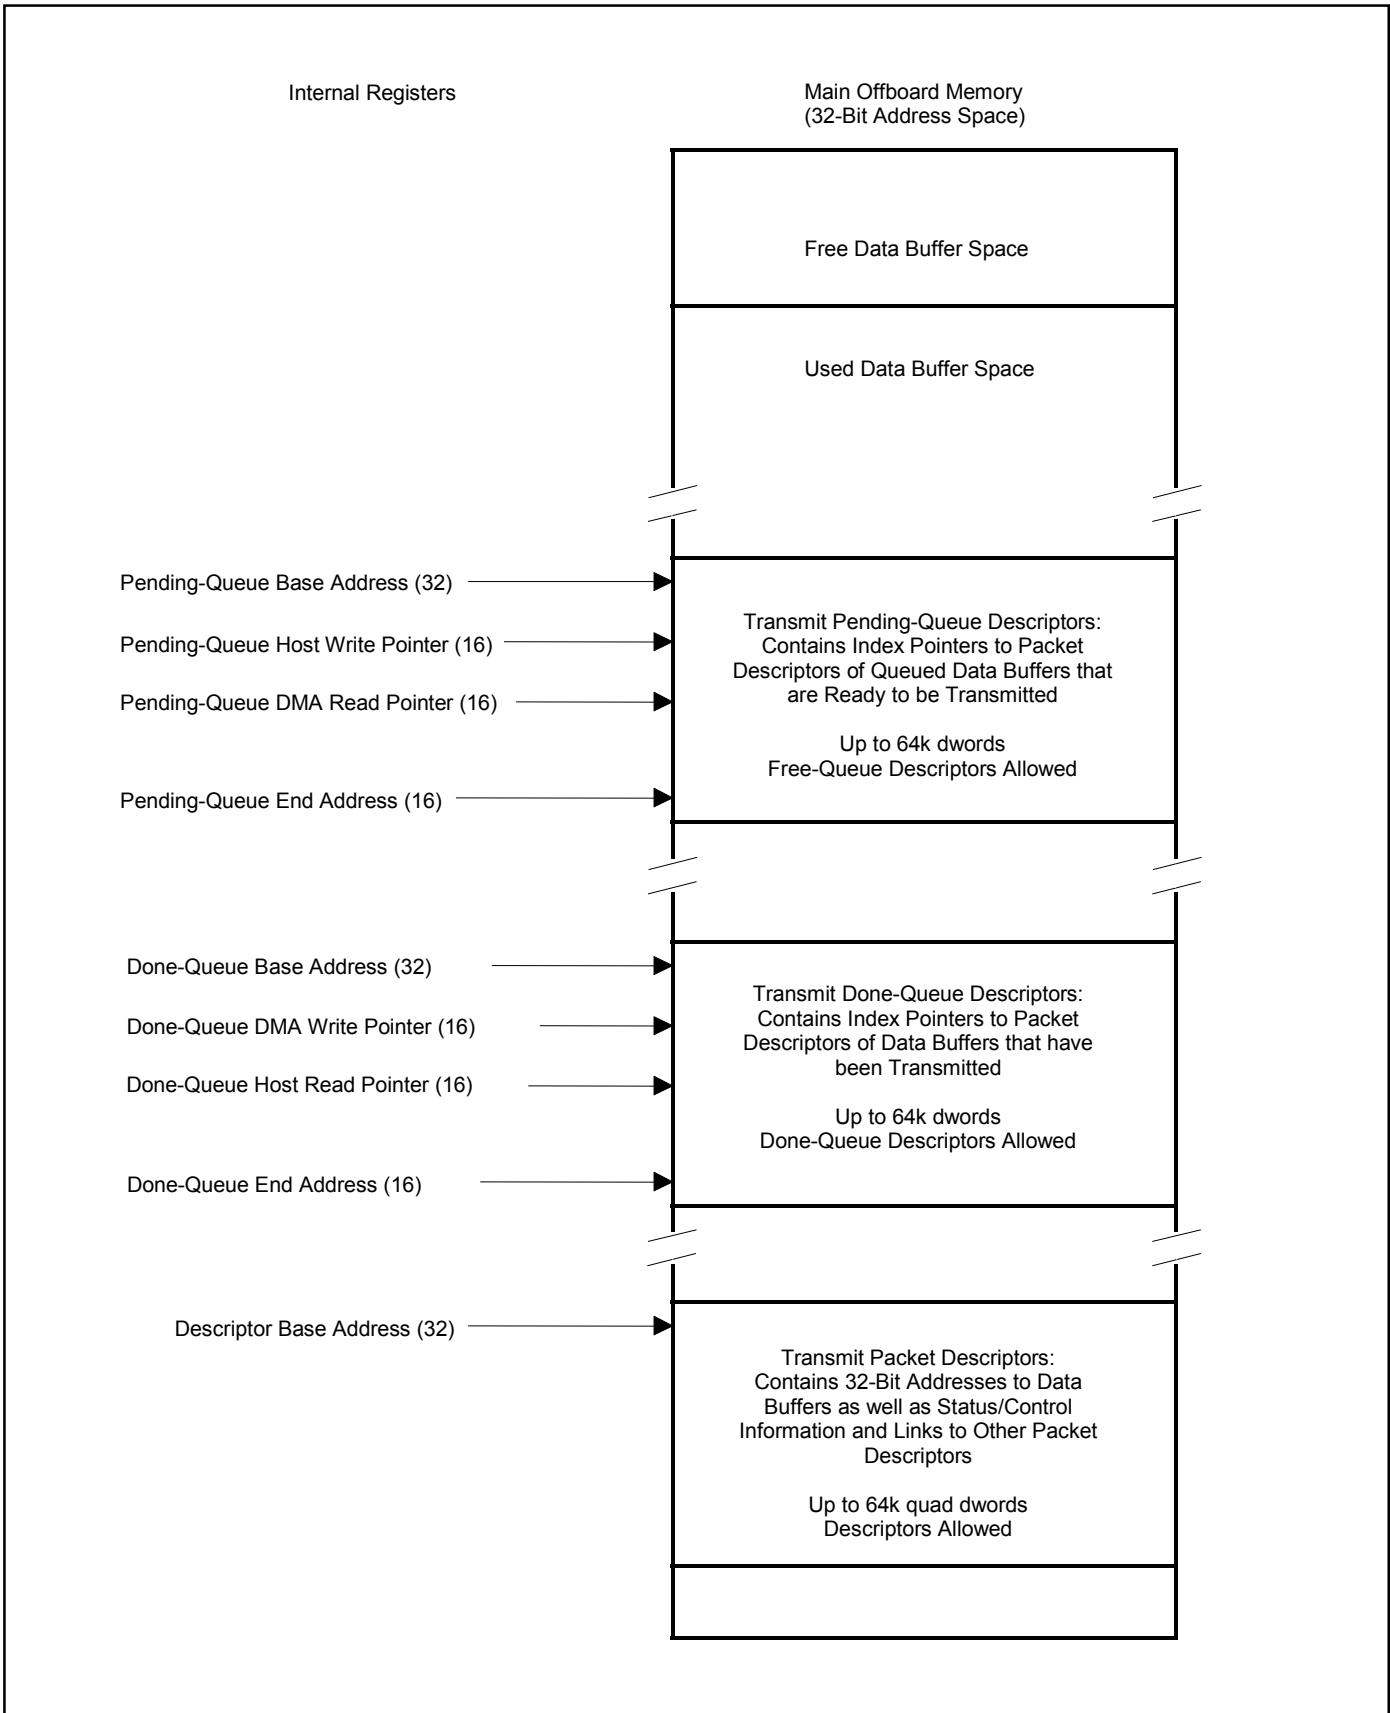 Internal Registers
Main Offboard Memory
(32-Bit Address Space)
Free Data Buffer Space
Used Data Buffer Space
Pending-Queue Base Address (32)
Pending-Queue Host Write Pointer (16)
Pending-Queue DMA Read Pointer (16)
Pending-Queue End Address (16)
Transmit Pending-Queue Descriptors:
Contains Index Pointers to Packet
Descriptors of Queued Data Buffers that
are Ready to be Transmitted
Up to 64k dwords
Free-Queue Descriptors Allowed
Done-Queue Base Address (32)
Done-Queue DMA Write Pointer (16)
Done-Queue Host Read Pointer (16)
Done-Queue End Address (16)
Transmit Done-Queue Descriptors:
Contains Index Pointers to Packet
Descriptors of Data Buffers that have
been Transmitted
Up to 64k dwords
Done-Queue Descriptors Allowed
Descriptor Base Address (32)
Transmit Packet Descriptors:
Contains 32-Bit Addresses to Data
Buffers as well as Status/Control
Information and Links to Other Packet
Descriptors
Up to 64k quad dwords
Descriptors Allowed